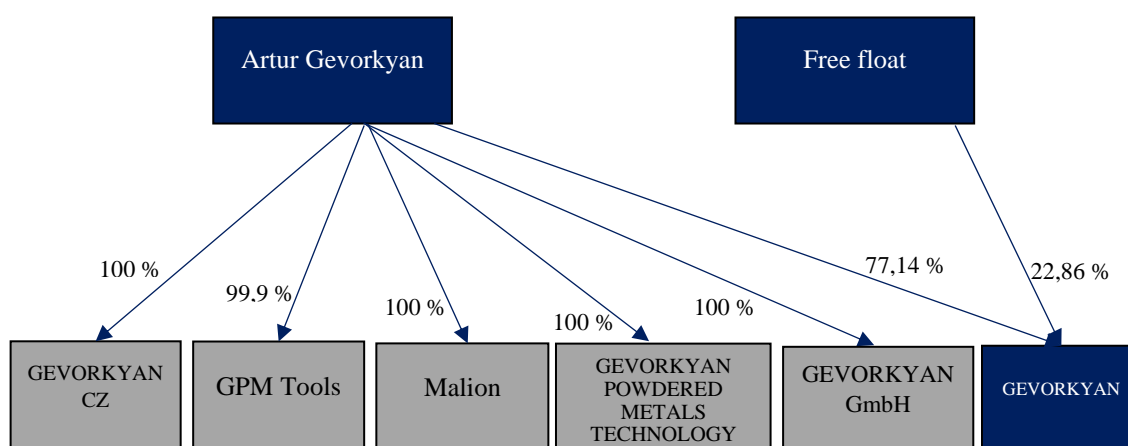 Artur Gevorkyan
Free float
100 %
99,9 %
100 %
100 %
100 %
77,14 %
22,86 %
GEVORKYAN
CZ
GPM Tools
Malion
GEVORKYAN
POWDERED
METALS
TECHNOLOGY
GEVORKYAN
GmbH
GEVORKYAN